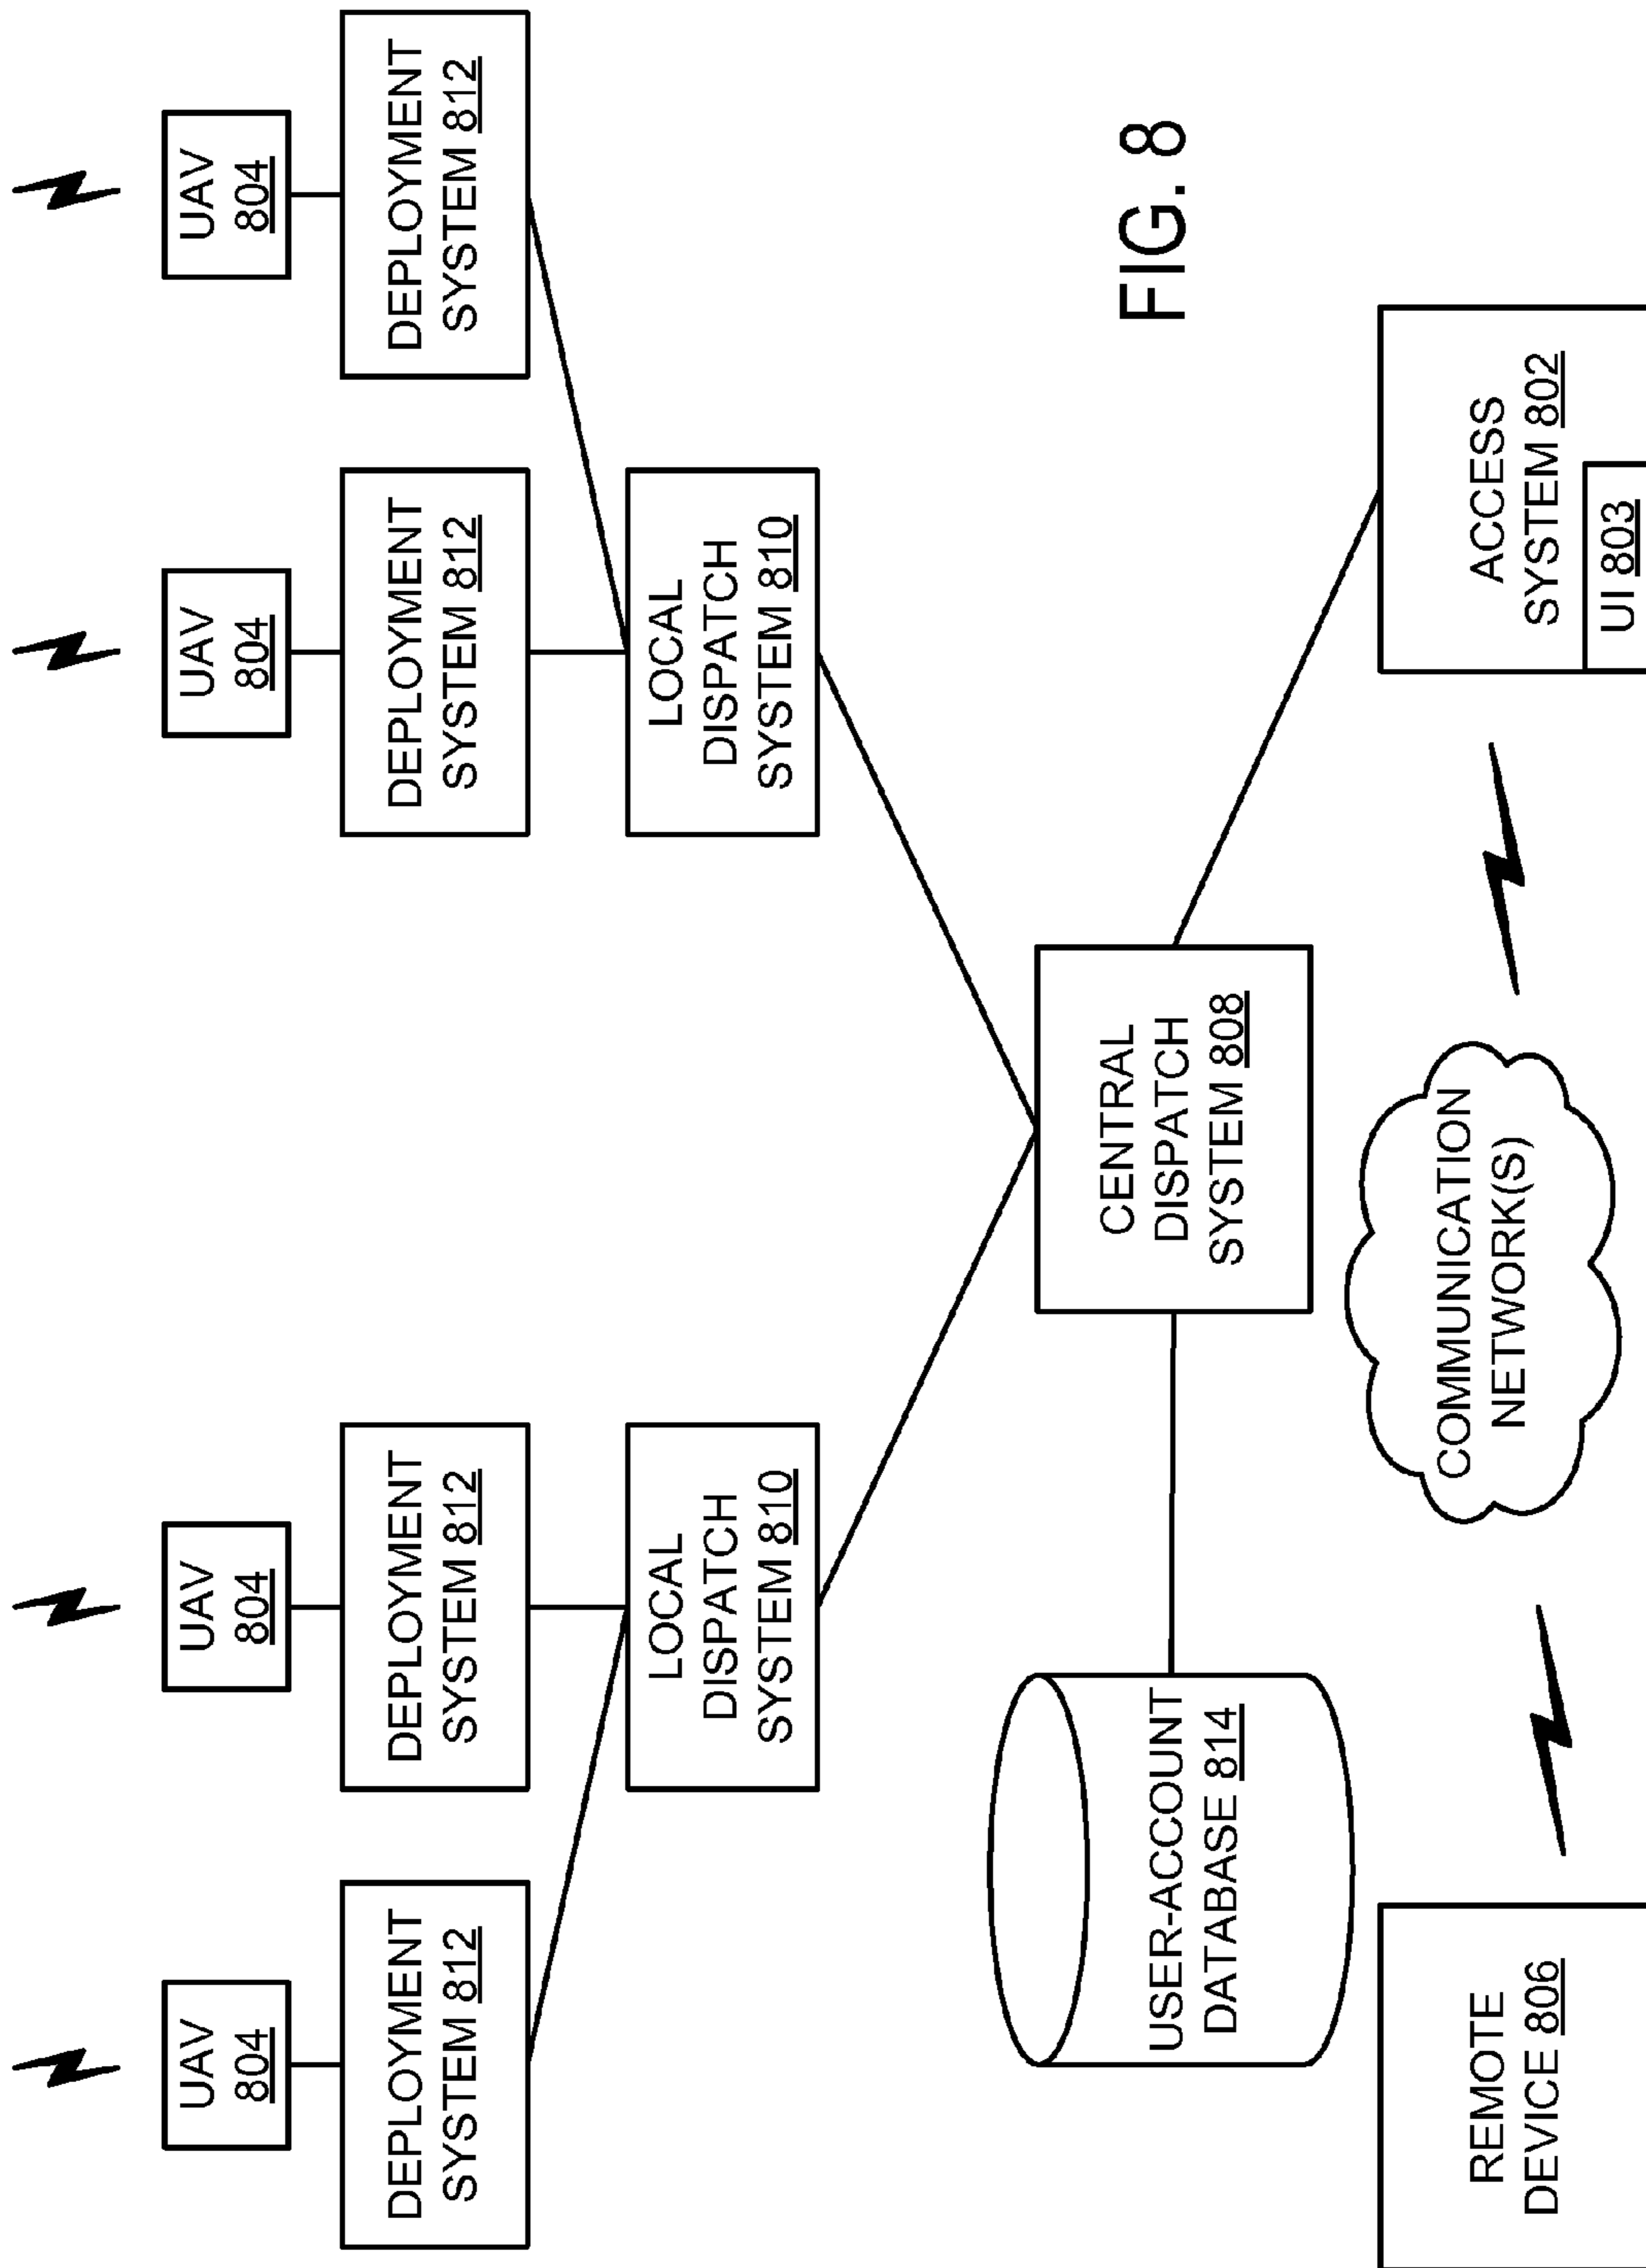 UAV
804
UAV
804
UAV
804
UAV
804
DEPLOYMENT
SYSTEM 812
DEPLOYMENT
SYSTEM 812
DEPLOYMENT
SYSTEM 812
DEPLOYMENT
SYSTEM 812
LOCAL
DISPATCH
SYSTEM 810
LOCAL
DISPATCH
SYSTEM 810
USER-ACCOUNT
DATABASE 814
CENTRAL
DISPATCH
SYSTEM 808
FIG. 8
REMOTE
DEVICE 806
COMMUNICATION
NETWORK(S)
ACCESS
SYSTEM 802
UI 803